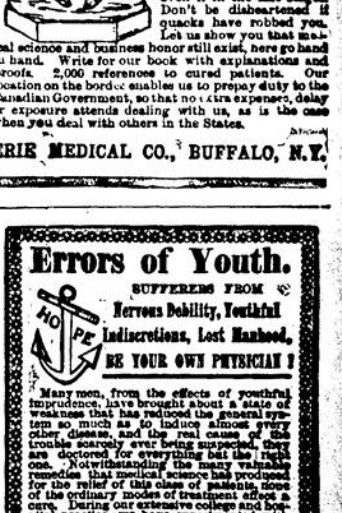 Don't be disheartened if
quacks have robbed you.
Let us show you that med-
cal science and business honor still exist, here go hand
n hand. Write for our book with explanations and
roofs. 2,000 references to cured patients. Our
ocation on the border enables us to prepay duty to the
anadian Government, so that no extra expenses, delay
r exposure attends dealing with us, as is the case
hen you deal with others in the States.
ERIE MEDICAL CO., BUFFALO, N.Y.
Errors of Youth.
SUFFERERS FROM
Nervous Debility, Youthful
Indiscretions, Lost Manhood,
BE YOUR OWN PHYSICIAN !
HOPE
Many men, from the effects of youthful
imprudence, have brought about a state of
weakness that has reduced the general sys-
tem so much as to induce almost every
other disease, and the real cause of the
trouble scarcely ever being suspected, they
are doctored for everything but the right
one. Notwithstanding the many valuable
remedies that medical science has produced
for the relief of this class of patients, none
of the ordinary modes of treatment effect a
cure. During our extensive college and hos-